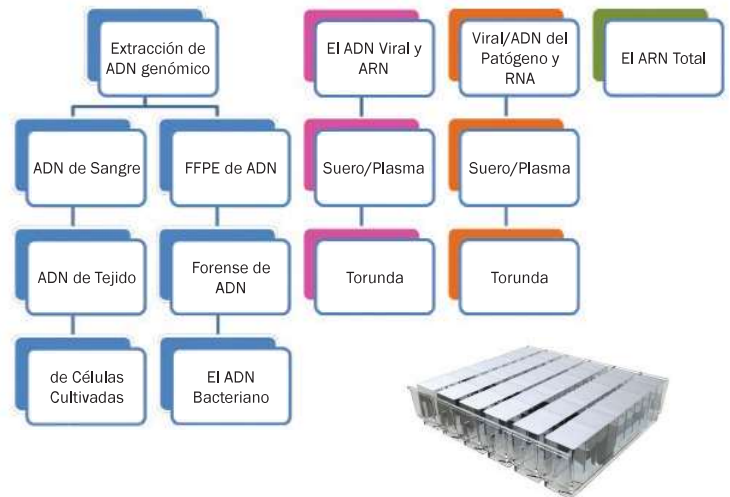 Extracción de
ADN genómico
El ADN Viral y
ARN
Viral/ADN del
Patógeno y
RNA
El ARN Total
ADN de Sangre
FFPE de ADN
Suero/Plasma
Suero/Plasma
ADN de Tejido
Forense de
ADN
Torunda
Torunda
de Células
Cultivadas
El ADN
Bacteriano